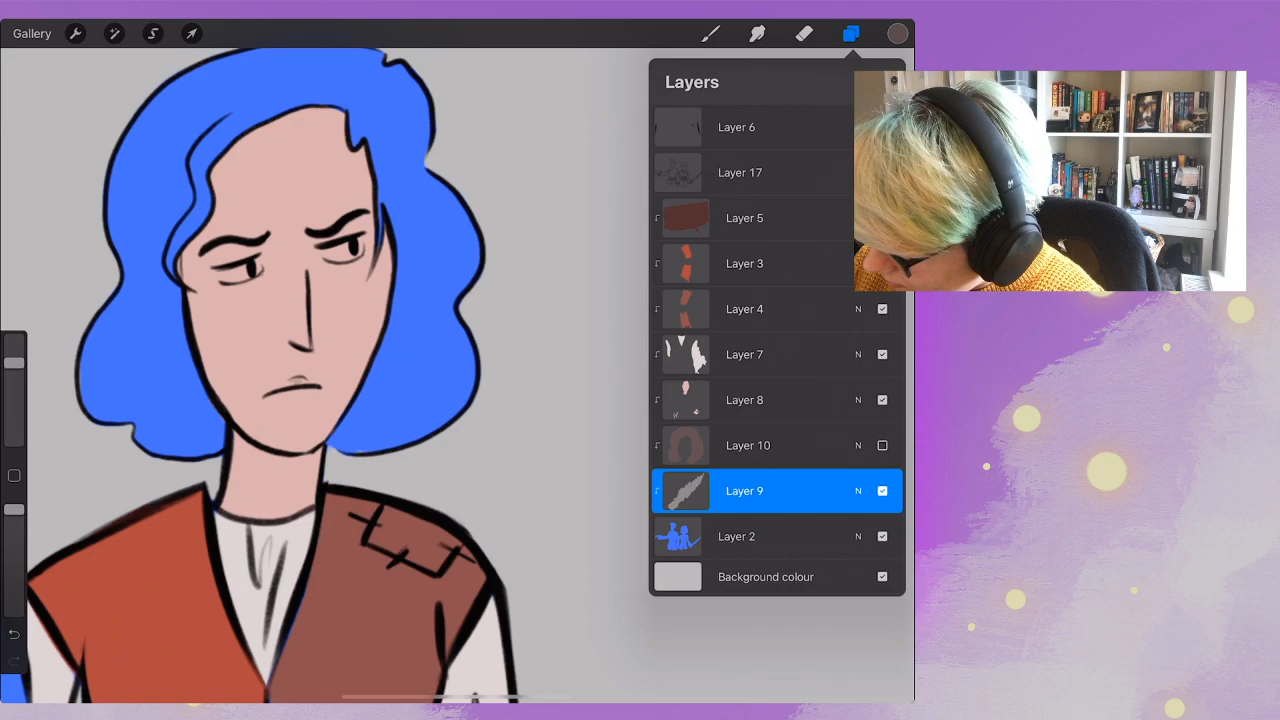 Gallery
Layers
Layer 6
Layer 17
Layer 5
Layer 3
Layer 4 N
Layer 7 N
Layer 8 N
Layer 10 N
Layer 9 N
Layer 2 N
Background colour